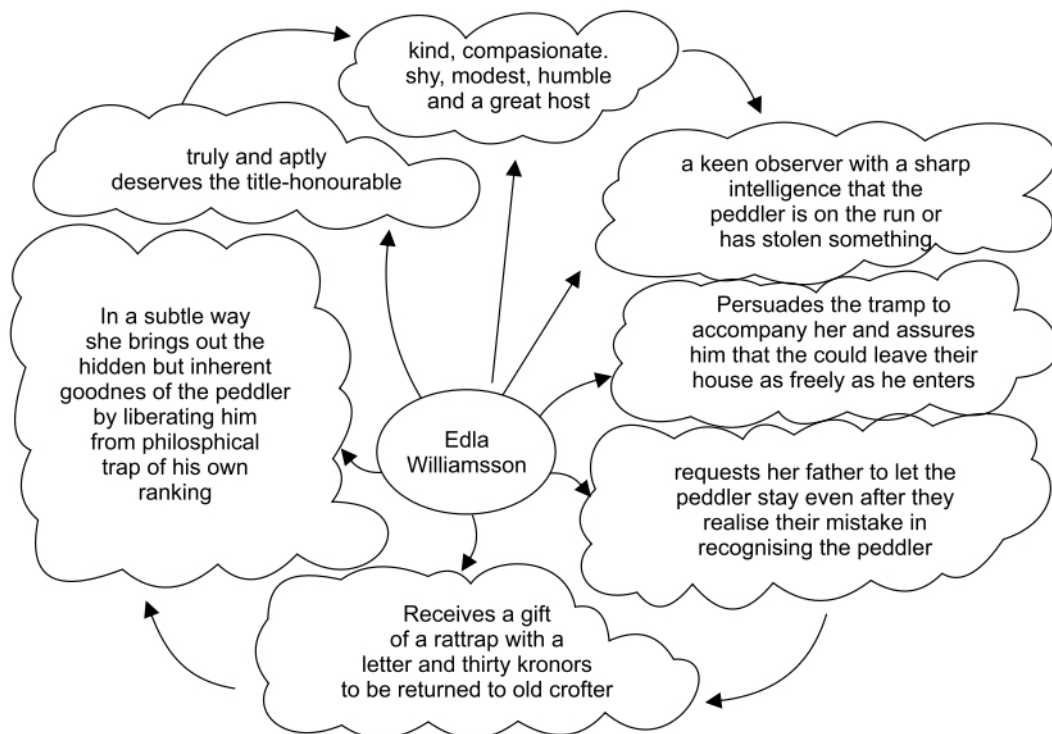 kind, compasionate.
shy, modest, humble
and a great host
a keen observer with a sharp
intelligence that the
peddler is on the run or
has stolen something
Persuades the tramp to
accompany her and assures
him that the could leave their
house as freely as he enters
requests her father to let the
peddler stay even after they
realise their mistake in
recognising the peddler
Receives a gift
of a rattrap with a
letter and thirty kronors
to be returned to old crofter
In a subtle way
she brings out the
hidden but inherent
goodnes of the peddler
by liberating him
from philosphical
trap of his own
ranking
truly and aptly
deserves the title-honourable
Edla
Williamsson